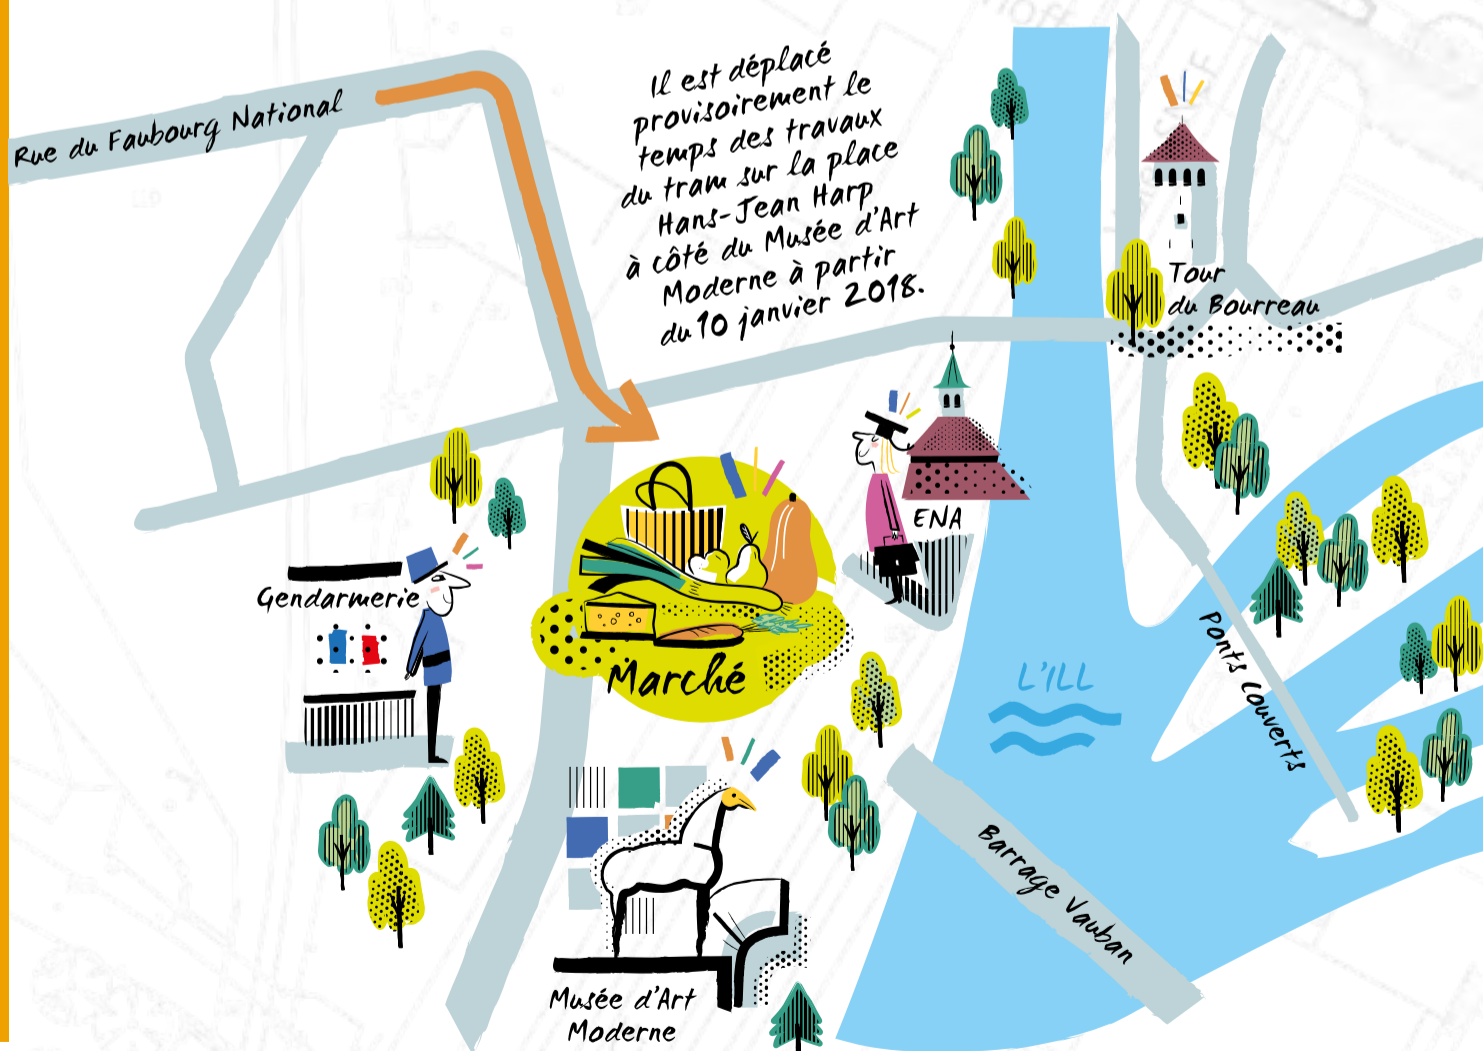 Rue du Faubourg National
Il est déplacé
provisoirement le
temps des travaux
du tram sur la place
Hans-Jean Harp
à côté du Musée d'Art
Moderne à partir
du 10 janvier 2018.
Tour
du Bourreau
ENA
Gendarmerie
Marché
L'ILL
Ponts Couverts
Barrage Vauban
Musée d'Art
Moderne